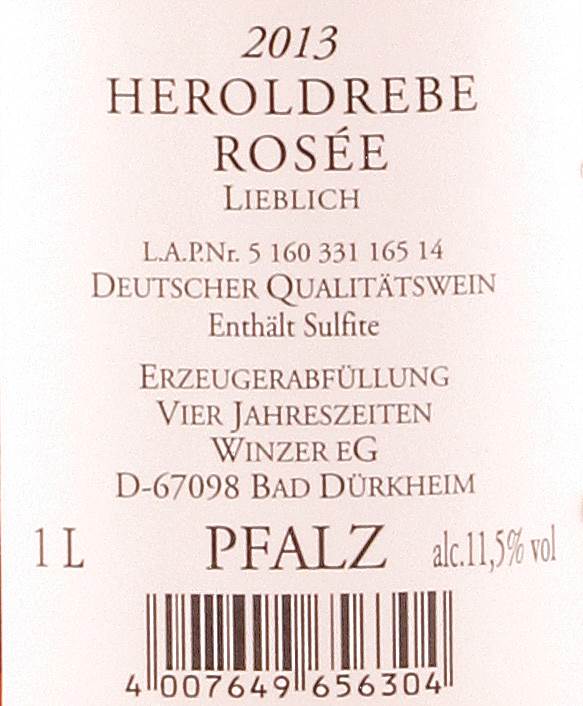 2013
HEROLDREBE
ROSÉE
LIEBLICH
L.A.P.Nr. 5 160 331 165 14
DEUTSCHER QUALITÄTSWEIN
Enthält Sulfite
ERZEUGERABFÜLLUNG
VIER JAHRESZEITEN
WINZER EG
D-67098 BAD DÜRKHEIM
1 L PFALZ alc.11,5% vol
4 007649 656304